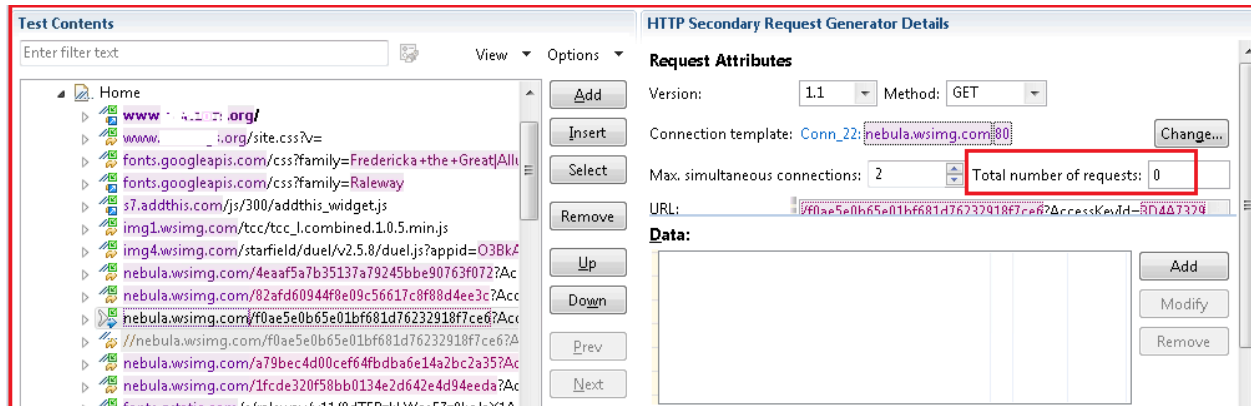 Test Contents
Enter filter text
View
Options
Home
www .org/
www. .org/site.css?v=
fonts.googleapis.com/css?family=Fredericka+the+Great|Allu
fonts.googleapis.com/css?family=Raleway
s7.addthis.com/js/300/addthis_widget.js
img1.wsimg.com/tcc/tcc_l.combined.1.0.5.min.js
img4.wsimg.com/starfield/duel/v2.5.8/duel.js?appid=O3BkA
nebula.wsimg.com/4eaaf5a7b35137a79245bbe90763f072?Ac
nebula.wsimg.com/82afd60944f8e09c56617c8f88d4ee3c?Acc
nebula.wsimg.com/f0ae5e0b65e01bf681d76232918f7ce6?Acc
//nebula.wsimg.com/f0ae5e0b65e01bf681d76232918f7ce6?A
nebula.wsimg.com/a79bec4d00cef64fbdba6e14a2bc2a35?Ac
nebula.wsimg.com/1fcde320f58bb0134e2d642e4d94eeda?Ac
Add
Insert
Select
Remove
Up
Down
Prev
Next
HTTP Secondary Request Generator Details
Request Attributes
Version: 1.1 Method: GET
Connection template: Conn_22: nebula.wsimg.com:80 Change...
Max. simultaneous connections: 2 Total number of requests: 0
URL: /f0ae5e0b65e01bf681d76232918f7ce6?AccessKeyId=3D4A7329
Data:
Add
Modify
Remove